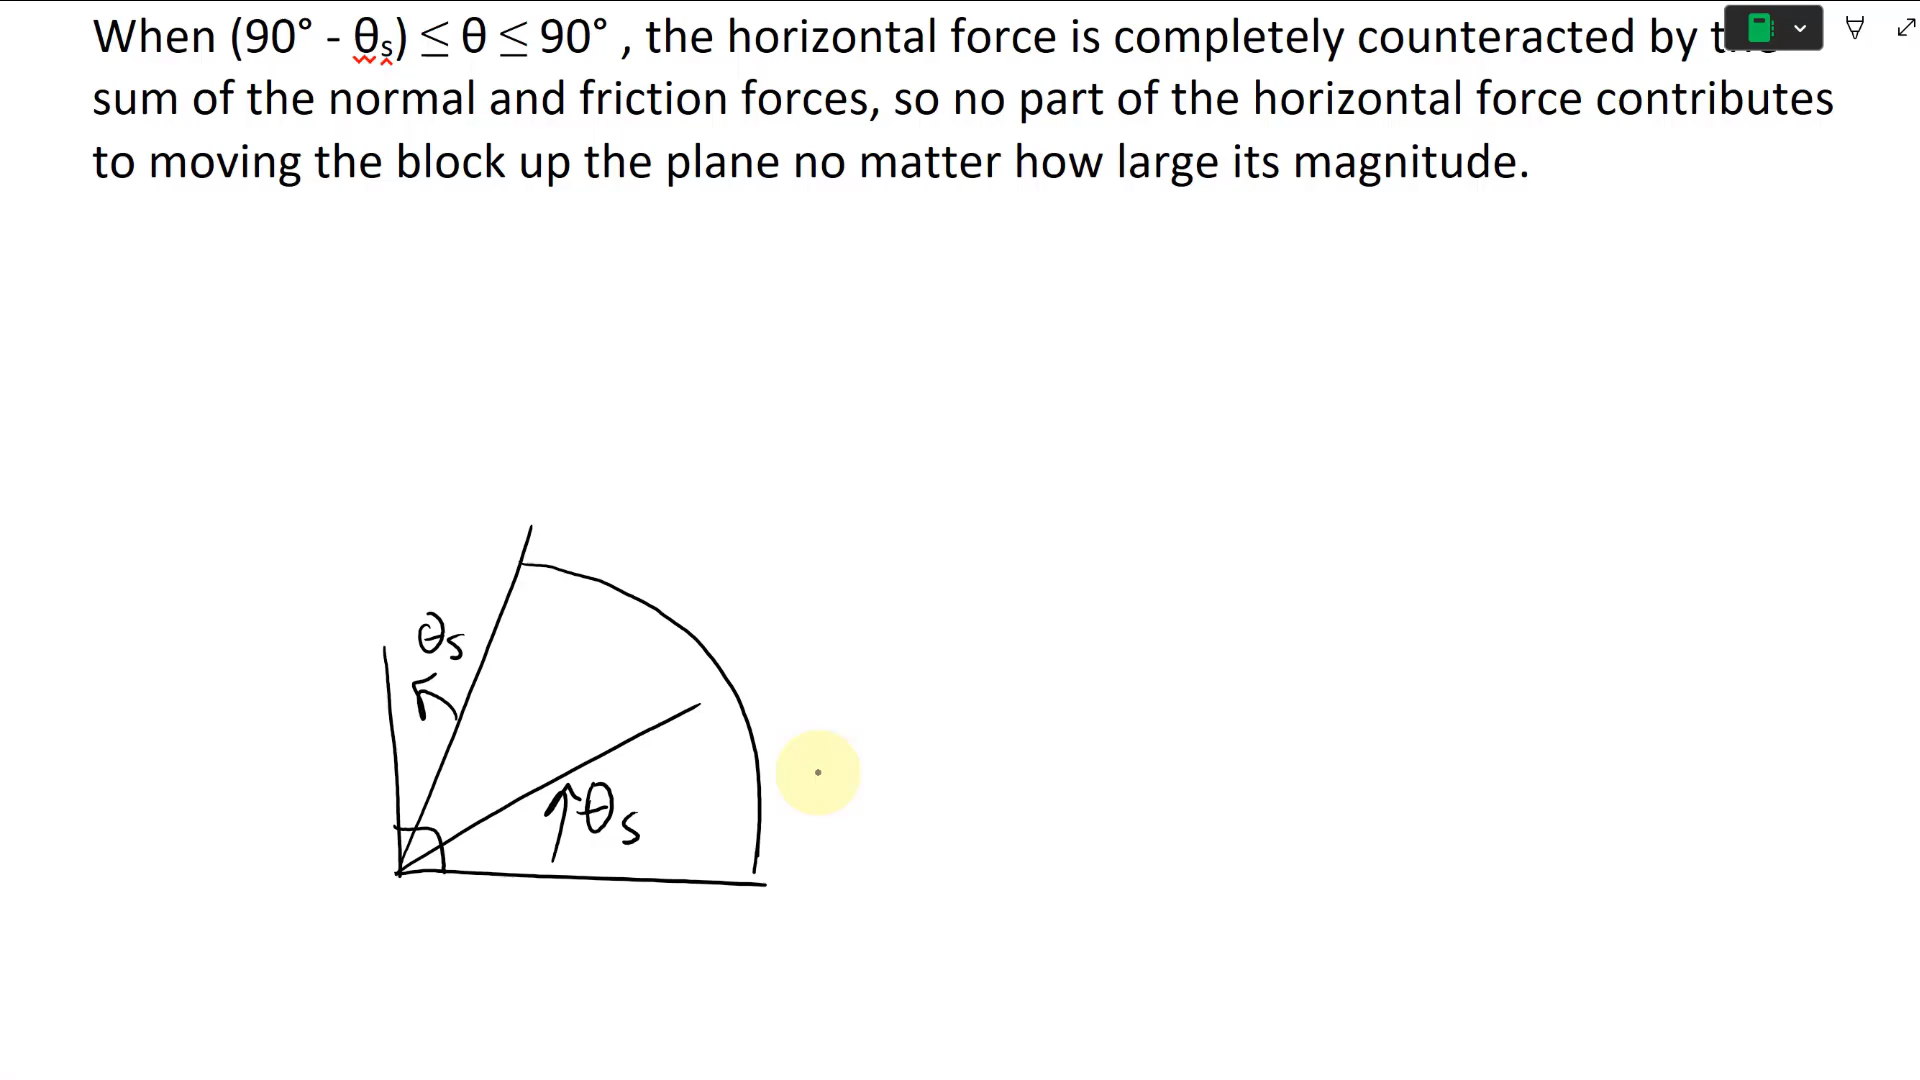 When (90° - θₛ) ≤ θ ≤ 90° , the horizontal force is completely counteracted by
sum of the normal and friction forces, so no part of the horizontal force contributes
to moving the block up the plane no matter how large its magnitude.
θₛ
θₛ